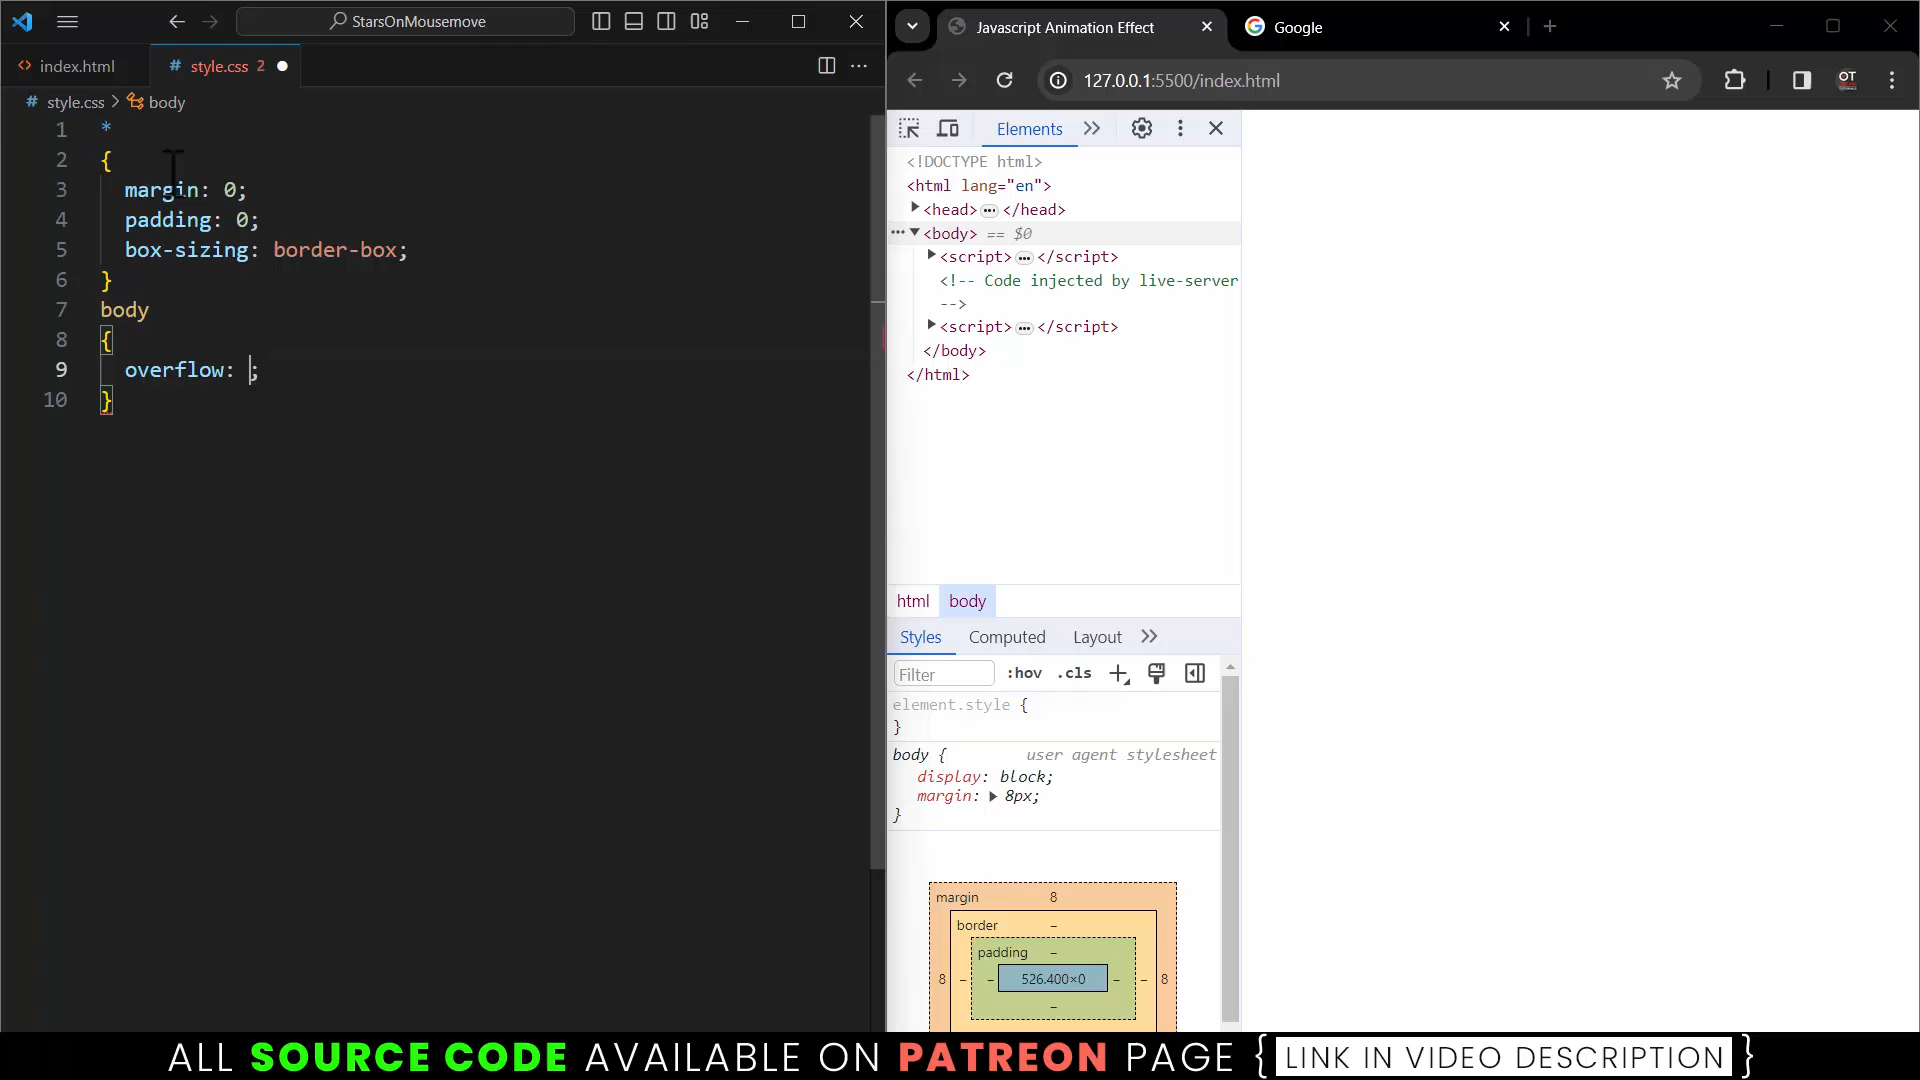 StarsOnMousemove
index.html
# style.css 2
# style.css > body
1 *
2 {
3 margin: 0;
4 padding: 0;
5 box-sizing: border-box;
6 }
7 body
8 {
9 overflow: ;
10 }
Javascript Animation Effect
Google
127.0.0.1:5500/index.html
OT
Elements
<!DOCTYPE html>
<html lang="en">
<head> ••• </head>
••• <body> == $0
<script> ••• </script>
<!-- Code injected by live-server
-->
<script> ••• </script>
</body>
</html>
html body
Styles Computed Layout
Filter :hov .cls
element.style {
}
body { user agent stylesheet
display: block;
margin: 8px;
}
margin 8
border –
padding –
8 – – 526.400×0 – – 8
–
ALL SOURCE CODE AVAILABLE ON PATREON PAGE { LINK IN VIDEO DESCRIPTION }